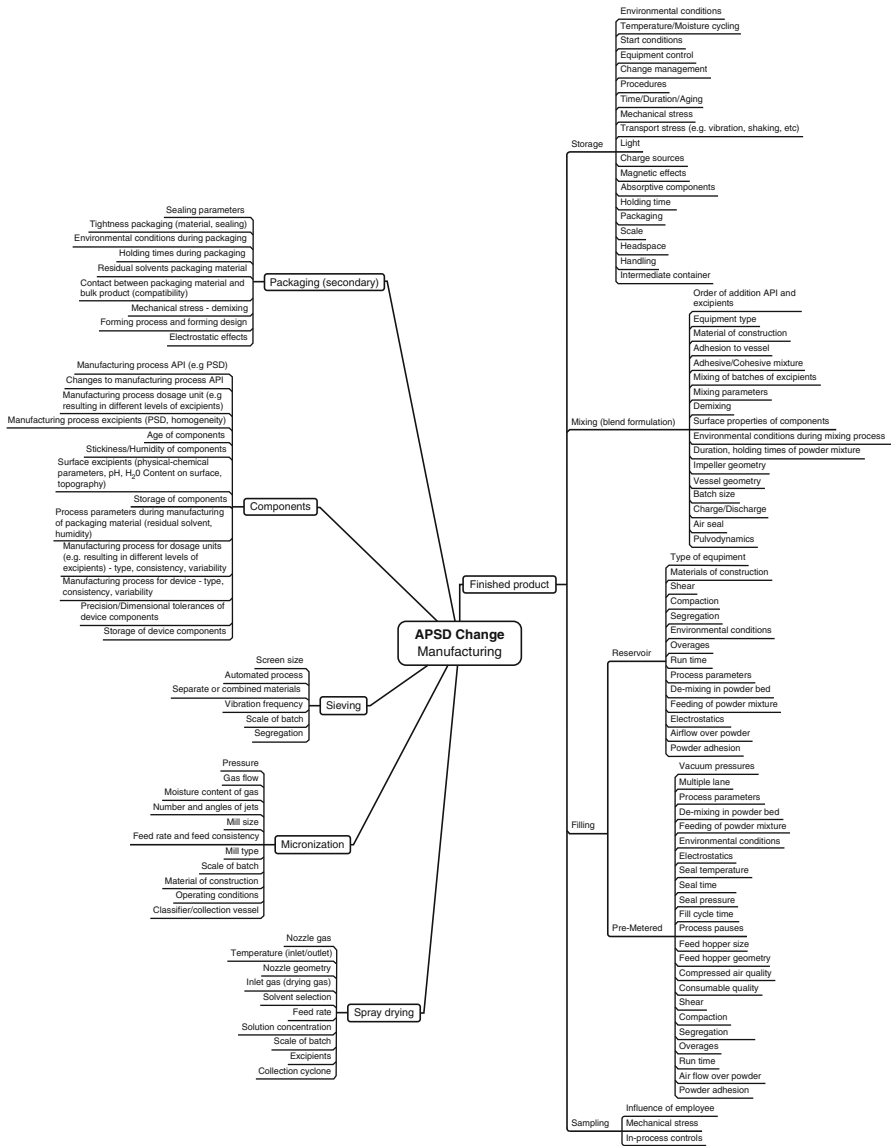 Environmental conditions
Temperature/Moisture cycling
Start conditions
Equipment control
Change management
Procedures
Time/Duration/Aging
Mechanical stress
Transport stress (e.g. vibration, shaking, etc)
Storage
Light
Charge sources
Magnetic effects
Absorptive components
Holding time
Packaging
Scale
Headspace
Handling
Intermediate container
Sealing parameters
Tightness packaging (material, sealing)
Environmental conditions during packaging
Holding times during packaging
Residual solvents packaging material
Contact between packaging material and
bulk product (compatibility)
Mechanical stress - demixing
Forming process and forming design
Electrostatic effects
Packaging (secondary)
Manufacturing process API (e.g PSD)
Changes to manufacturing process API
Manufacturing process dosage unit (e.g
resulting in different levels of excipients)
Manufacturing process excipients (PSD, homogeneity)
Age of components
Stickiness/Humidity of components
Surface excipients (physical-chemical
parameters, pH, H20 Content on surface,
topography)
Storage of components
Process parameters during manufacturing
of packaging material (residual solvent,
humidity)
Manufacturing process for dosage units
(e.g. resulting in different levels of
excipients) - type, consistency, variability
Manufacturing process for device - type,
consistency, variability
Precision/Dimensional tolerances of
device components
Storage of device components
Components
Order of addition API and
excipients
Equipment type
Material of construction
Adhesion to vessel
Adhesive/Cohesive mixture
Mixing of batches of excipients
Mixing parameters
Demixing
Mixing (blend formulation)
Surface properties of components
Environmental conditions during mixing process
Duration, holding times of powder mixture
Impeller geometry
Vessel geometry
Batch size
Charge/Discharge
Air seal
Pulvodynamics
Finished product
APSD Change
Manufacturing
Type of equpiment
Materials of construction
Shear
Compaction
Segregation
Environmental conditions
Overages
Reservoir
Run time
Process parameters
De-mixing in powder bed
Feeding of powder mixture
Electrostatics
Airflow over powder
Powder adhesion
Screen size
Automated process
Separate or combined materials
Vibration frequency
Scale of batch
Segregation
Sieving
Pressure
Gas flow
Moisture content of gas
Number and angles of jets
Mill size
Feed rate and feed consistency
Mill type
Scale of batch
Material of construction
Operating conditions
Classifier/collection vessel
Micronization
Filling
Vacuum pressures
Multiple lane
Process parameters
De-mixing in powder bed
Feeding of powder mixture
Environmental conditions
Electrostatics
Seal temperature
Seal time
Seal pressure
Fill cycle time
Pre-Metered
Process pauses
Feed hopper size
Feed hopper geometry
Compressed air quality
Consumable quality
Shear
Compaction
Segregation
Overages
Run time
Air flow over powder
Powder adhesion
Nozzle gas
Temperature (inlet/outlet)
Nozzle geometry
Inlet gas (drying gas)
Solvent selection
Feed rate
Solution concentration
Scale of batch
Excipients
Collection cyclone
Spray drying
Influence of employee
Sampling
Mechanical stress
In-process controls